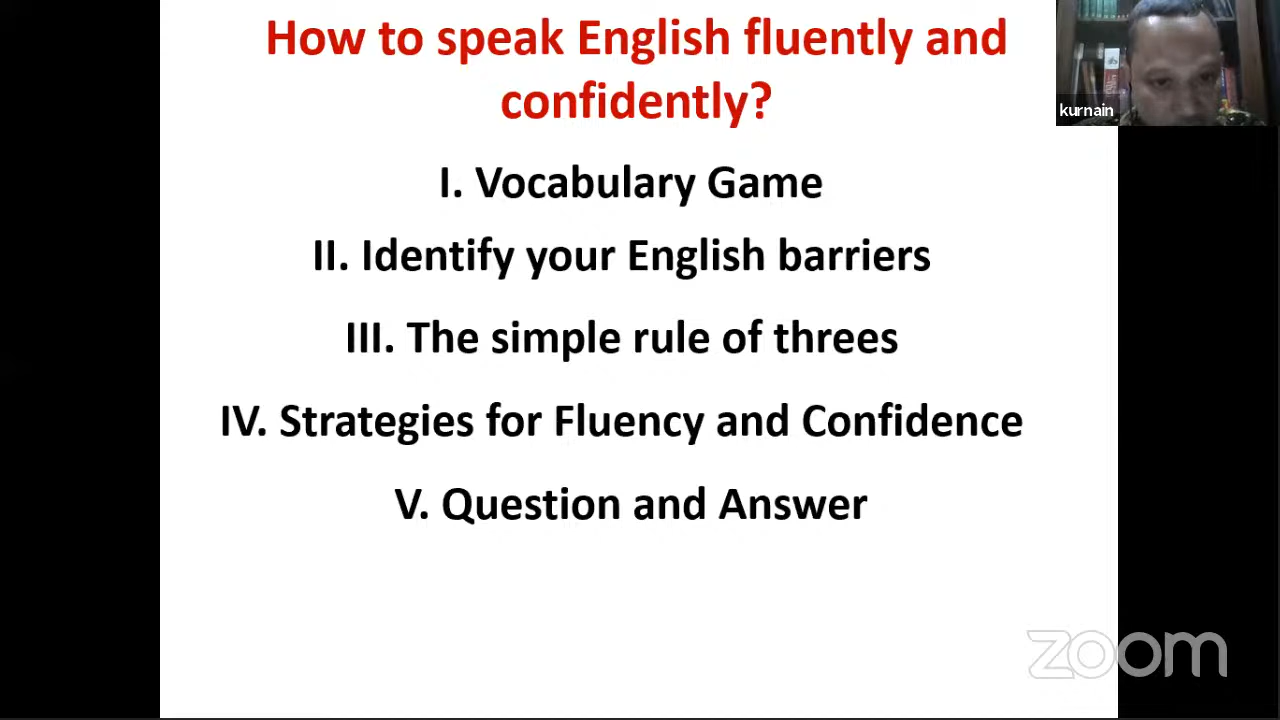 How to speak English fluently and
confidently?
kurnain
I. Vocabulary Game
II. Identify your English barriers
III. The simple rule of threes
IV. Strategies for Fluency and Confidence
V. Question and Answer
zoom